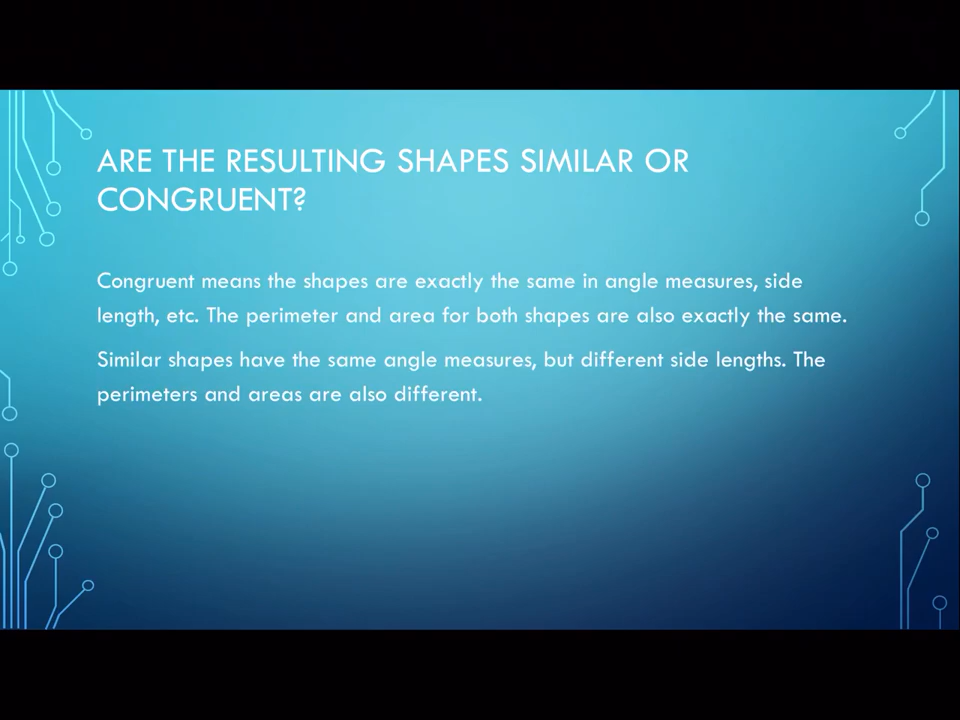 ARE THE RESULTING SHAPES SIMILAR OR
CONGRUENT?
Congruent means the shapes are exactly the same in angle measures, side
length, etc. The perimeter and area for both shapes are also exactly the same.
Similar shapes have the same angle measures, but different side lengths. The
perimeters and areas are also different.